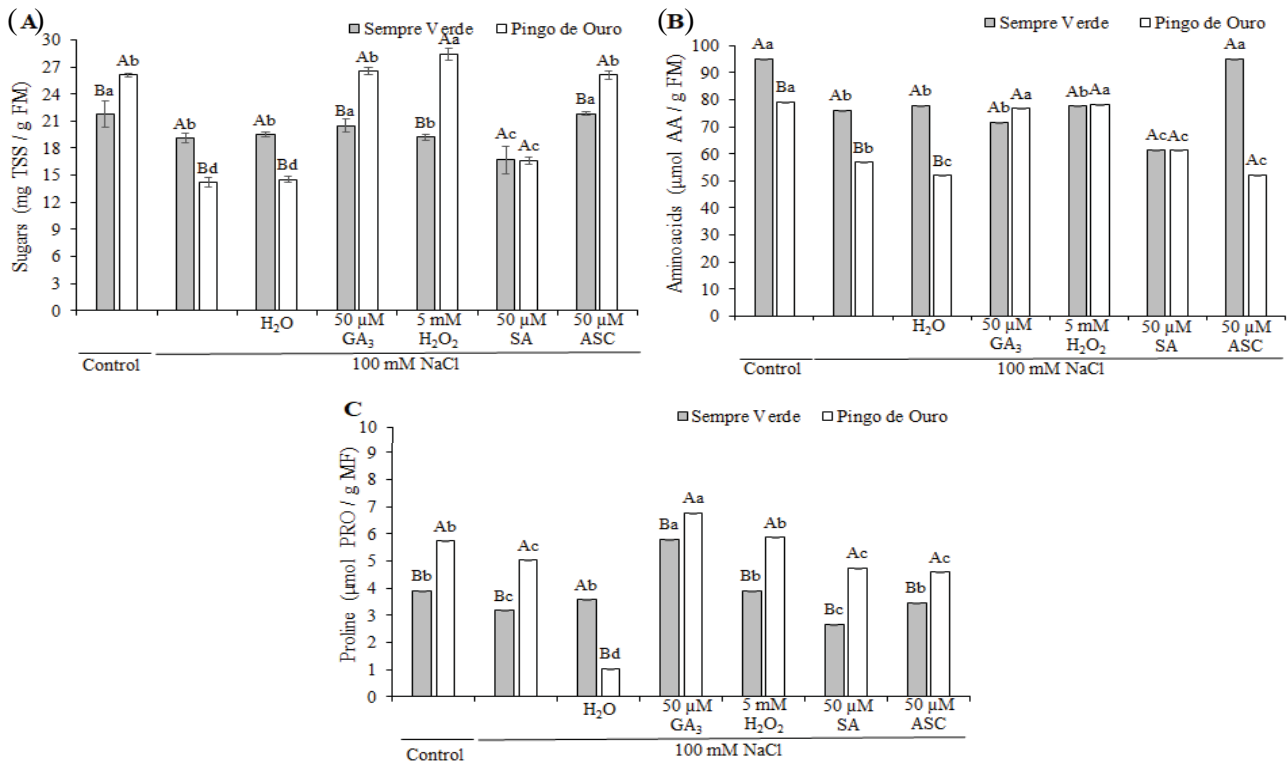 (A)
Sempre Verde Pingo de Ouro
Sugars (mg TSS / g FM)
30
27
24
21
18
15
12
9
6
3
0
Ba Ab Ab Bd Ab Bd Ba Ab Bb Aa Ac Ac Ba Ab
H₂O 50 µM GA₃ 5 mM H₂O₂ 50 µM SA 50 µM ASC
Control 100 mM NaCl
(B)
Sempre Verde Pingo de Ouro
Aminoacids (µmol AA / g FM)
100
90
80
70
60
50
40
30
20
10
0
Aa Ba Ab Bb Ab Bc Ab Aa Ab Aa Ac Ac Aa Ac
H₂O 50 µM GA₃ 5 mM H₂O₂ 50 µM SA 50 µM ASC
Control 100 mM NaCl
C
Sempre Verde Pingo de Ouro
Proline (µmol PRO / g MF)
10
9
8
7
6
5
4
3
2
1
0
Bb Ab Bc Ac Ab Bd Ba Aa Bb Ab Bc Ac Bb Ac
H₂O 50 µM GA₃ 5 mM H₂O₂ 50 µM SA 50 µM ASC
Control 100 mM NaCl